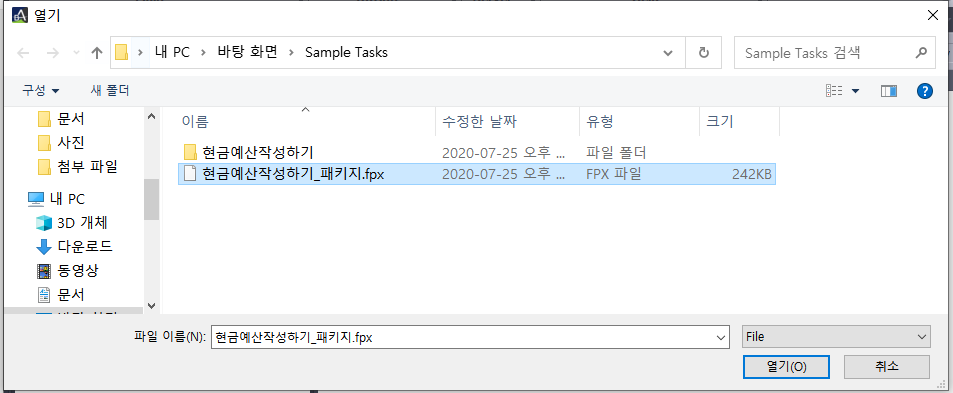 열기
내 PC > 바탕 화면 > Sample Tasks
Sample Tasks 검색
구성 새 폴더
이름 수정한 날짜 유형 크기
문서
사진
첨부 파일
내 PC
3D 개체
다운로드
동영상
문서
현금예산작성하기 2020-07-25 오후 ... 파일 폴더
현금예산작성하기_패키지.fpx 2020-07-25 오후 ... FPX 파일 242KB
파일 이름(N): 현금예산작성하기_패키지.fpx File
열기(O) 취소